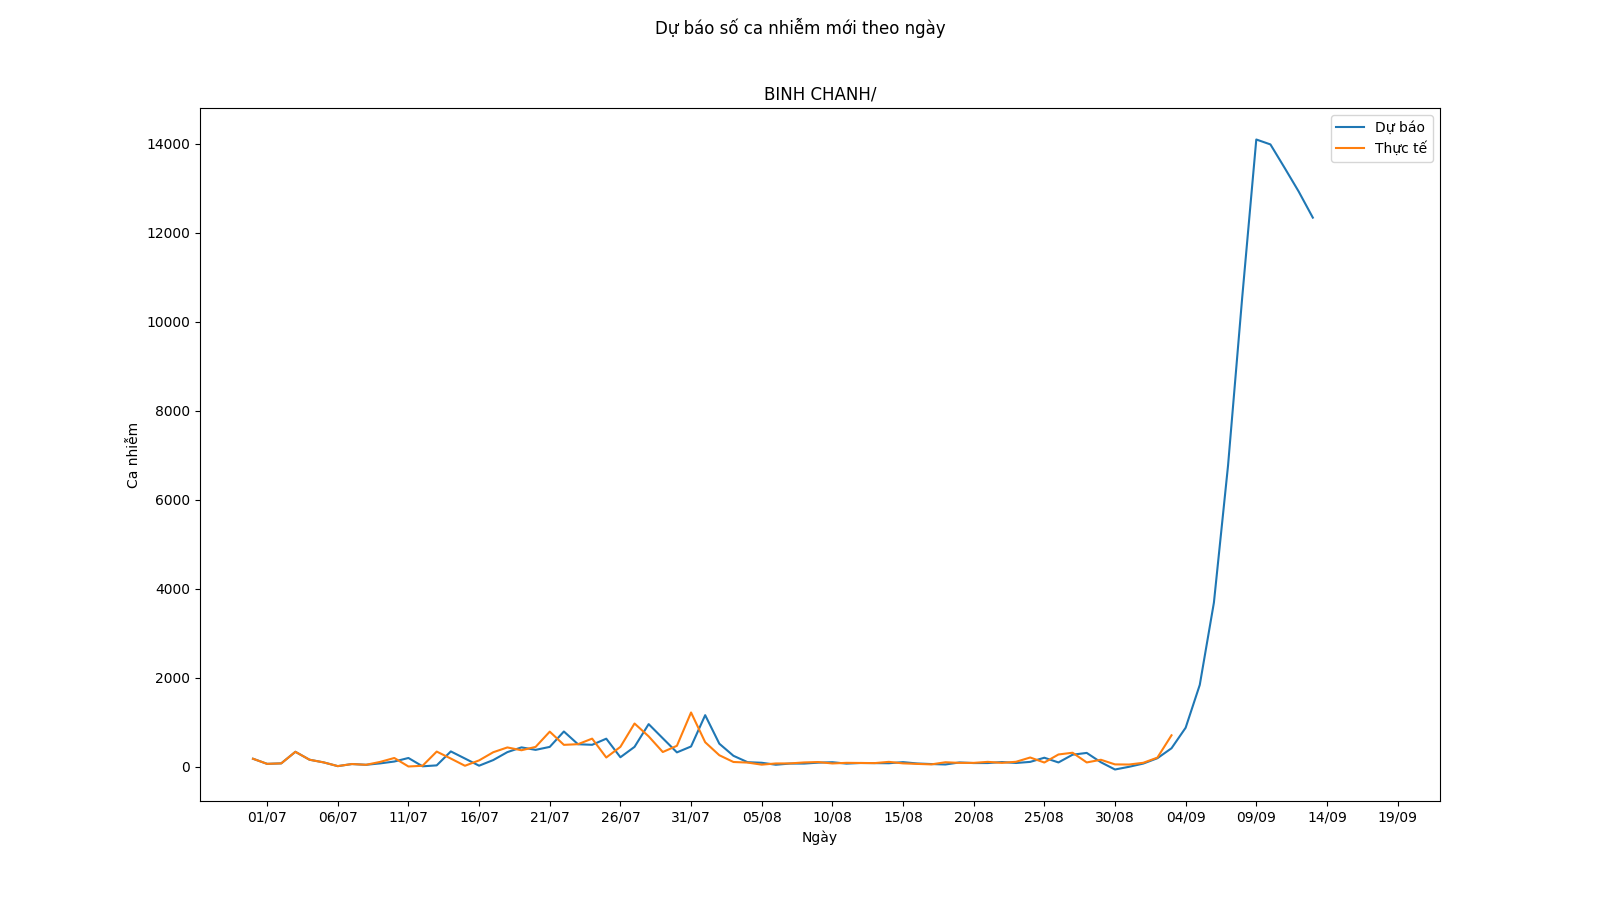 Dự báo số ca nhiễm mới theo ngày
BINH CHANH/
Dự báo
Thực tế
14000
12000
10000
8000
6000
4000
2000
0
Ca nhiễm
01/07 06/07 11/07 16/07 21/07 26/07 31/07 05/08 10/08 15/08 20/08 25/08 30/08 04/09 09/09 14/09 19/09
Ngày